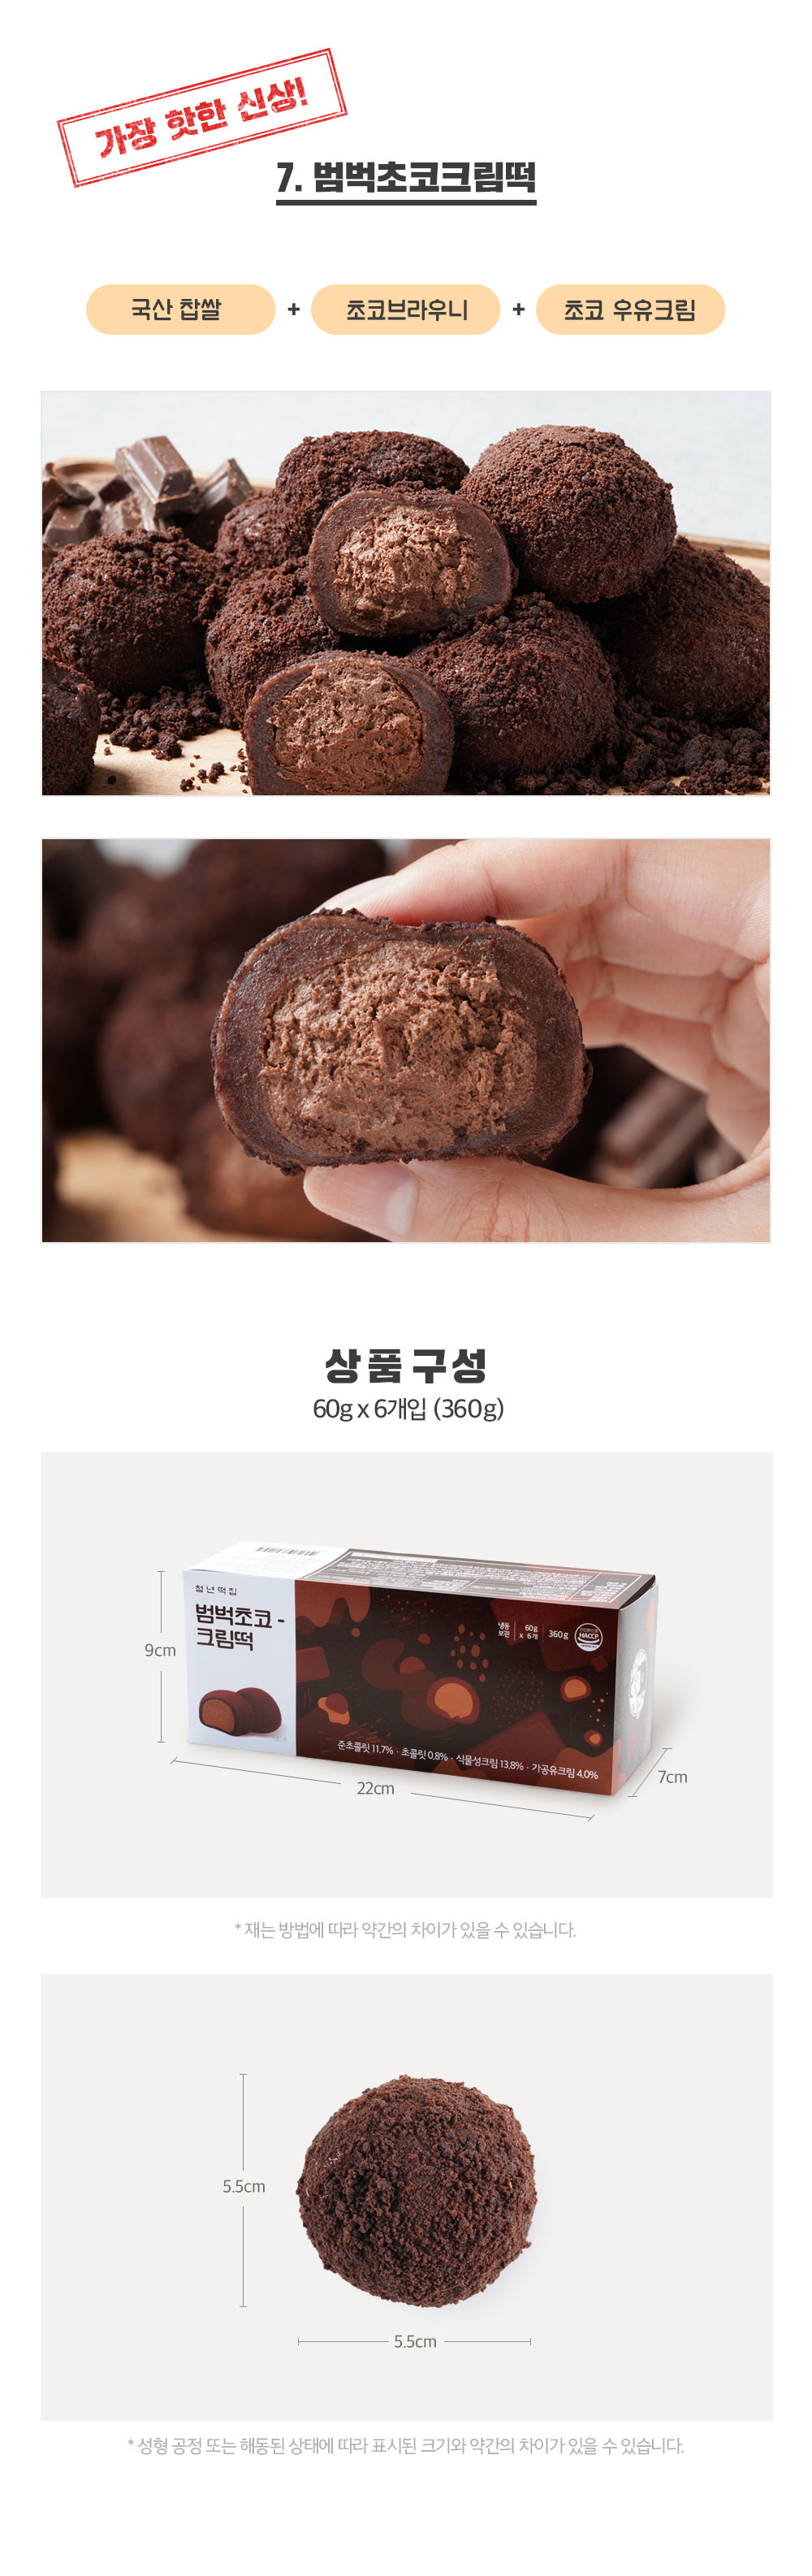 가장 핫한 신상!
7. 범벅초코크림떡
국산 찹쌀 + 초코브라우니 + 초코 우유크림
상품구성
60g x 6개입 (360g)
청년떡집
범벅초코 -
크림떡
냉동
보관
60g
x 6개
360g
HACCP
준초콜릿 11.7% · 초콜릿 0.8% · 식물성크림 13.8% · 가공유크림 4.0%
9cm
22cm
7cm
* 재는 방법에 따라 약간의 차이가 있을 수 있습니다.
5.5cm
5.5cm
* 성형 공정 또는 해동된 상태에 따라 표시된 크기와 약간의 차이가 있을 수 있습니다.